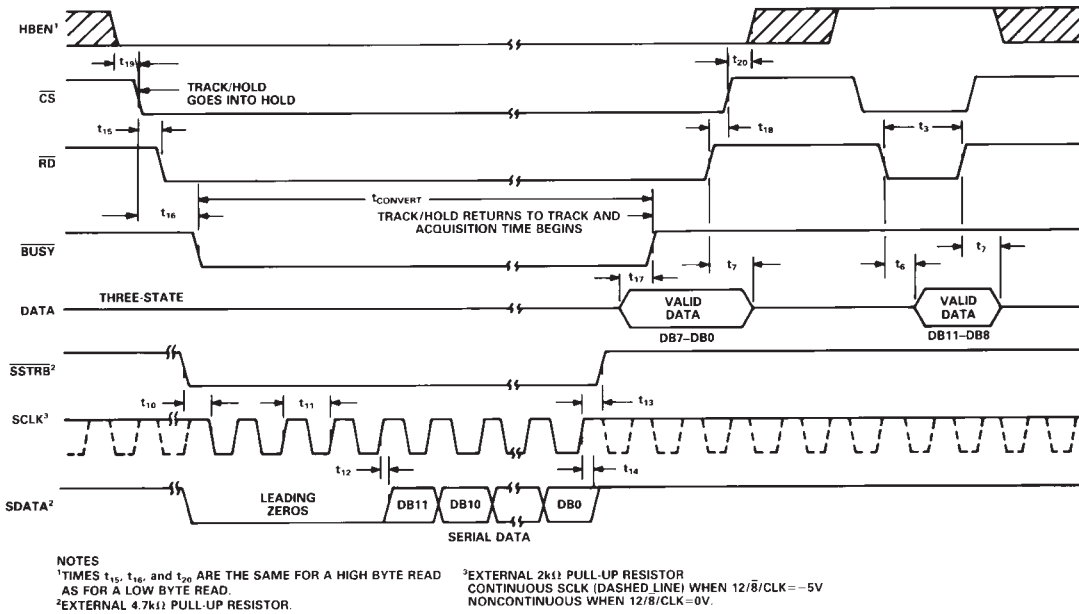 HBEN¹
t₁₉
t₂₀
TRACK/HOLD
GOES INTO HOLD
C̅S̅
t₁₅
t₁₈
t₃
R̅D̅
tCONVERT
t₁₆
TRACK/HOLD RETURNS TO TRACK AND
ACQUISITION TIME BEGINS
B̅U̅S̅Y̅
t₁₇
t₇
t₆
t₇
THREE-STATE
DATA
VALID
DATA
VALID
DATA
DB7–DB0
DB11–DB8
S̅S̅T̅R̅B̅²
t₁₀
t₁₁
t₁₃
SCLK³
t₁₂
t₁₄
SDATA²
LEADING
ZEROS
DB11
DB10
DB0
SERIAL DATA
NOTES
¹TIMES t₁₅, t₁₆, and t₂₀ ARE THE SAME FOR A HIGH BYTE READ
AS FOR A LOW BYTE READ.
²EXTERNAL 4.7kΩ PULL-UP RESISTOR.
³EXTERNAL 2kΩ PULL-UP RESISTOR
CONTINUOUS SCLK (DASHED LINE) WHEN 12/8̅/CLK=−5V
NONCONTINUOUS WHEN 12/8/CLK=0V.